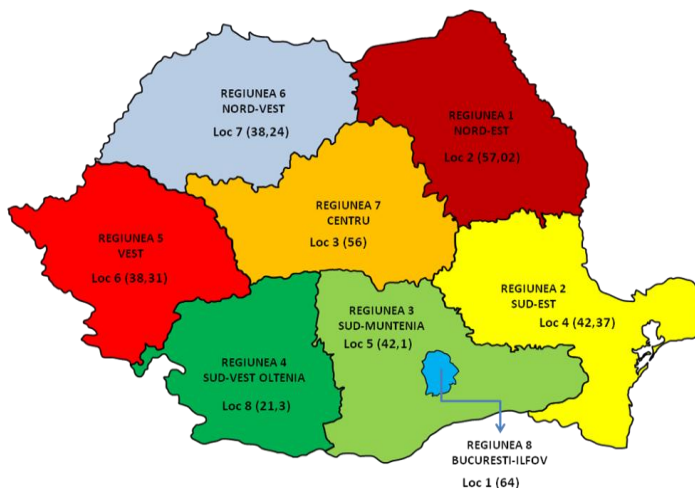 REGIUNEA 6
NORD-VEST
Loc 7 (38,24)
REGIUNEA 1
NORD-EST
Loc 2 (57,02)
REGIUNEA 7
CENTRU
Loc 3 (56)
REGIUNEA 5
VEST
Loc 6 (38,31)
REGIUNEA 2
SUD-EST
Loc 4 (42,37)
REGIUNEA 3
SUD-MUNTENIA
Loc 5 (42,1)
REGIUNEA 4
SUD-VEST OLTENIA
Loc 8 (21,3)
REGIUNEA 8
BUCURESTI-ILFOV
Loc 1 (64)